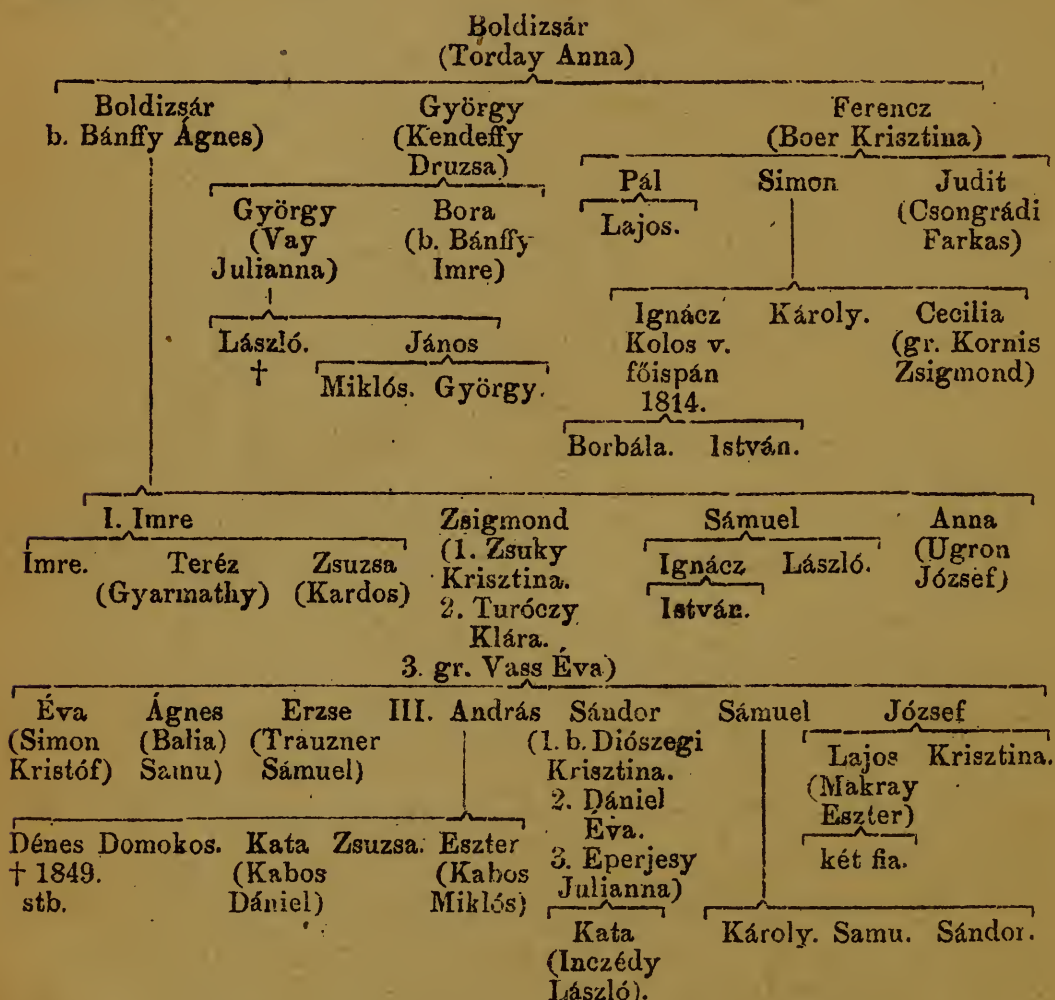 Boldizsár
(Torday Anna)
Boldizsár György Ferencz
b. Bánffy Ágnes) (Kendeffy (Boer Krisztina)
Druzsa) Pál Simon Judit
György Bora Lajos. (Csongrádi
(Vay (b. Bánffy Farkas)
Julianna) Imre)
Ignácz Károly. Cecilia
László. János Kolos v. (gr. Kornis
† Miklós. György. főispán Zsigmond)
1814.
Borbála. István.
I. Imre Zsigmond Sámuel Anna
Imre. Teréz Zsuzsa (1. Zsuky Ignácz László. (Ugron
(Gyarmathy) (Kardos) Krisztina. József)
2. Turóczy István.
Klára.
3. gr. Vass Éva)
Éva Ágnes Erzse III. András Sándor Sámuel József
(Simon (Balia) (Trauzner (1. b. Diószegi Lajos Krisztina.
Kristóf) Samu) Sámuel) Krisztina. (Makray
2. Dániel Eszter)
Dénes Domokos. Kata Zsuzsa. Eszter Éva. két fia.
† 1849. (Kabos (Kabos 3. Eperjesy
stb. Dániel) Miklós) Julianna)
Kata Károly. Samu. Sándor.
(Inczédy
László).